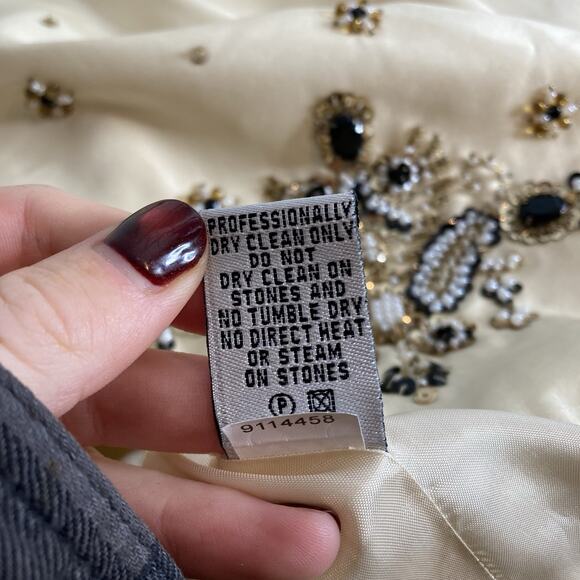 PROFESSIONALLY
DRY CLEAN ONLY
DO NOT
DRY CLEAN ON
STONES AND
NO TUMBLE DRY
NO DIRECT HEAT
OR STEAM
ON STONES
P
9114458